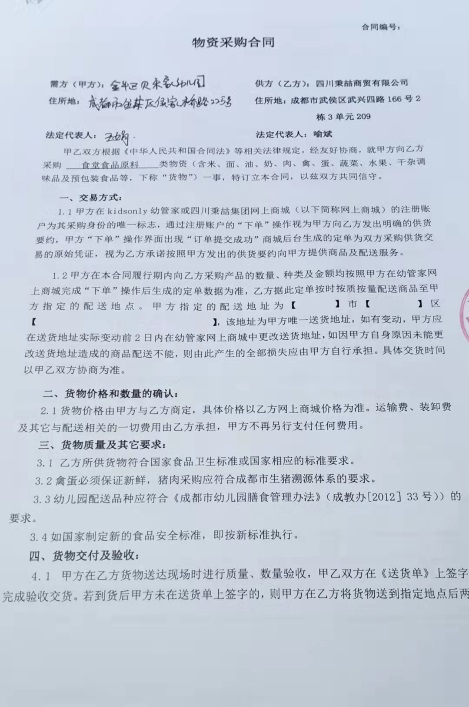 合同编号：
物资采购合同
需方（甲方）：金牛区贝米家幼儿园
供方（乙方）：四川秉喆商贸有限公司
住所地：成都市金牛区
住所地：成都市武侯区武兴四路 166 号 2
栋 3 单元 209
法定代表人：
法定代表人：喻斌
甲乙双方根据《中华人民共和国合同法》等相关法律规定，经友好协商，就甲方向乙方
采购 食堂食品原料 类物资（含米、面、油、奶、肉、禽、蛋、蔬菜、水果、干杂调
味品及预包装食品等，下称“货物”）一事，特订立本合同，以兹双方共同信守。
一、交易方式：
1.1 甲方在 kidsonly 幼管家或四川秉喆集团网上商城（以下简称网上商城）的注册账
户为其采购身份的唯一标志，通过注册账户的“下单”操作视为甲方向乙方发出明确的供货
要约，甲方“下单”操作界面出现“订单提交成功”商城后台生成的定单为双方采购供货交
易的原始凭证，视为乙方承诺按照甲方发出的供货要约向甲方提供商品及配送服务。
1.2 甲方在本合同履行期内向乙方采购产品的数量、种类及金额均按照甲方在幼管家网
上商城完成“下单”操作后生成的定单数据为准，乙方据此定单按时按质按量配送商品至甲
方指定的配送地点。甲方指定的配送地址为【 】市【 】区
【 】，该地址为甲方唯一送货地址，如有变动，甲方应
在送货地址实际变动前 2 日内在幼管家网上商城中更改送货地址，如因甲方自身原因未能更
改送货地址造成的商品配送不能，则由此产生的全部损失应由甲方自行承担。具体交货时间
以甲乙双方协商为准。
二、货物价格和数量的确认：
2.1 货物价格由甲方与乙方商定，具体价格以乙方网上商城价格为准。运输费、装卸费
及其它与配送相关的一切费用由乙方承担，甲方不再另行支付任何费用。
三、货物质量及其它要求：
3.1 乙方所供货物符合国家食品卫生标准或国家相应的标准要求。
3.2 禽蛋必须保证新鲜，猪肉采购应符合成都市生猪溯源体系的要求。
3.3 幼儿园配送品种应符合《成都市幼儿园膳食管理办法》（成教办[2012] 33 号））的
要求。
3.4 如国家制定新的食品安全标准，即按新标准执行。
四、货物交付及验收：
4.1 甲方在乙方货物送达现场时进行质量、数量验收，甲乙双方在《送货单》上签字
完成验收交货。若到货后甲方未在送货单上签字的，则甲方在乙方将货物送到指定地点后两